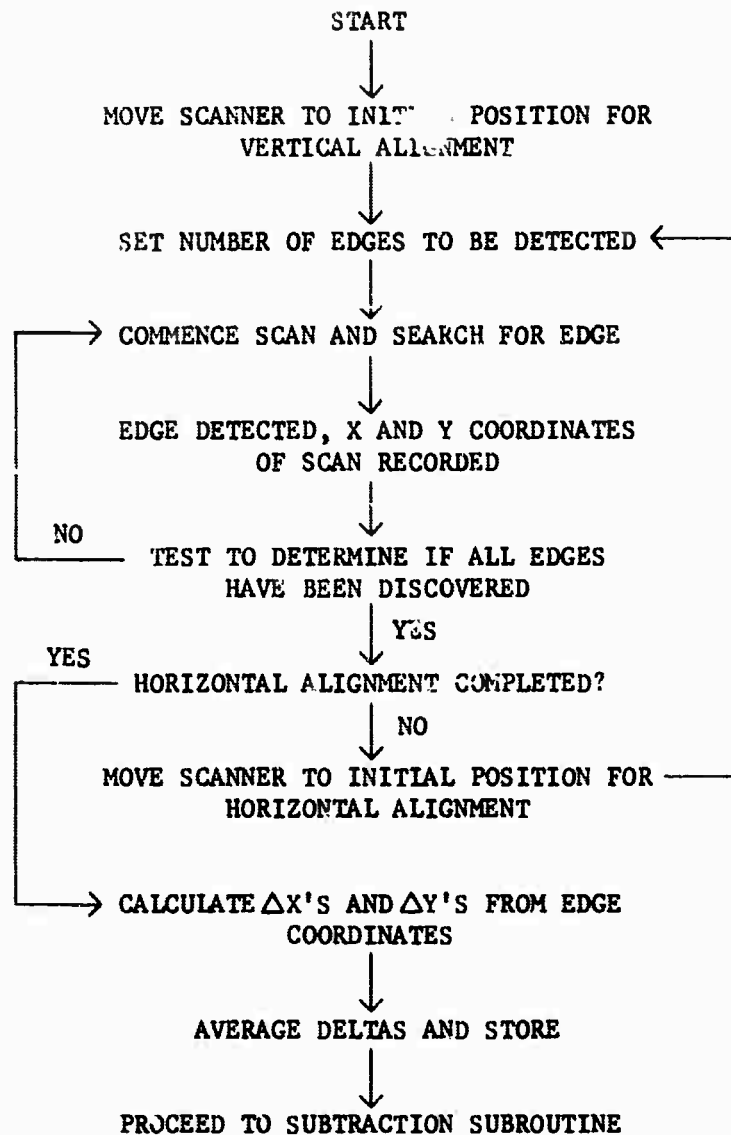 START
MOVE SCANNER TO POSITION FOR
VERTICAL ALIGNMENT
SET NUMBER OF EDGES TO BE DETECTED
COMMENCE SCAN AND SEARCH FOR EDGE
EDGE DETECTED, X AND Y COORDINATES
OF SCAN RECORDED
NO
TEST TO DETERMINE IF ALL EDGES
HAVE BEEN DISCOVERED
YES
YES
HORIZONTAL ALIGNMENT COMPLETED?
NO
MOVE SCANNER TO INITIAL POSITION FOR
HORIZONTAL ALIGNMENT
CALCULATE ΔX'S AND ΔY'S FROM EDGE
COORDINATES
AVERAGE DELTAS AND STORE
PROCEED TO SUBTRACTION SUBROUTINE